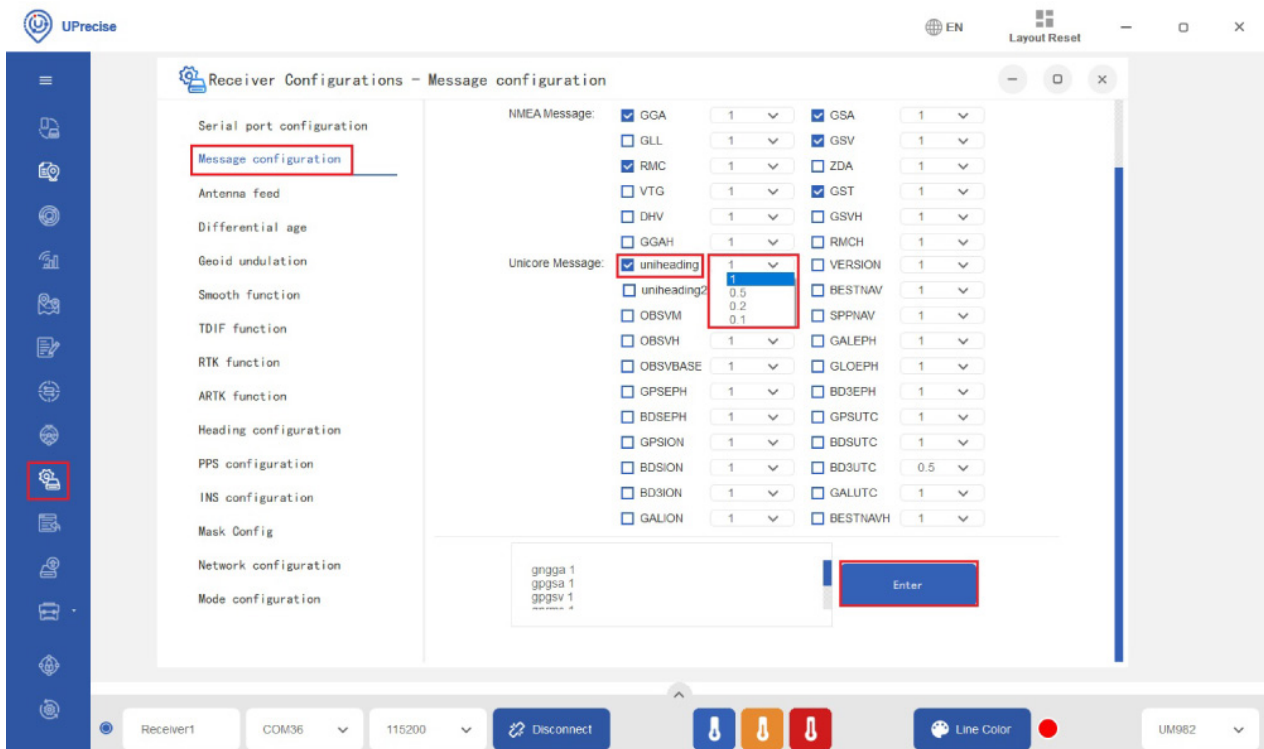 UPrecise
EN
Layout Reset
Receiver Configurations - Message configuration
Serial port configuration
Message configuration
Antenna feed
Differential age
Geoid undulation
Smooth function
TDIF function
RTK function
ARTK function
Heading configuration
PPS configuration
INS configuration
Mask Config
Network configuration
Mode configuration
NMEA Message: GGA 1 GSA 1
GLL 1 GSV 1
RMC 1 ZDA 1
VTG 1 GST 1
DHV 1 GSVH 1
GGAH 1 RMCH 1
Unicore Message: uniheading 1 VERSION 1
1
0.5
0.2
0.1
uniheading2 BESTNAV 1
OBSVM SPPNAV 1
OBSVH 1 GALEPH 1
OBSVBASE 1 GLOEPH 1
GPSEPH 1 BD3EPH 1
BDSEPH 1 GPSUTC 1
GPSION 1 BDSUTC 1
BDSION 1 BD3UTC 0.5
BD3ION 1 GALUTC 1
GALION 1 BESTNAVH 1
gngga 1
gpgsa 1
gpgsv 1
Enter
Receiver1 COM36 115200 Disconnect Line Color UM982